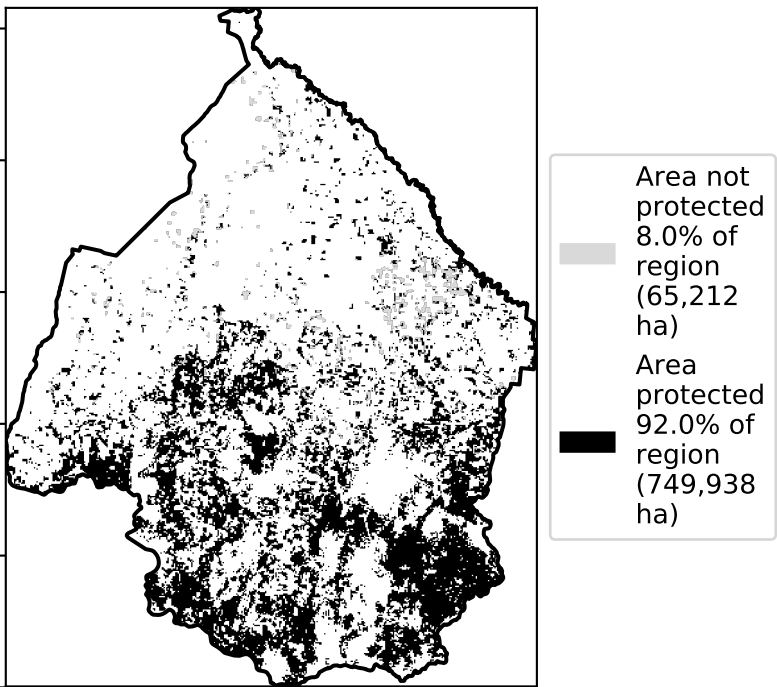 Area not
protected
8.0% of
region
(65,212
ha)
Area
protected
92.0% of
region
(749,938
ha)